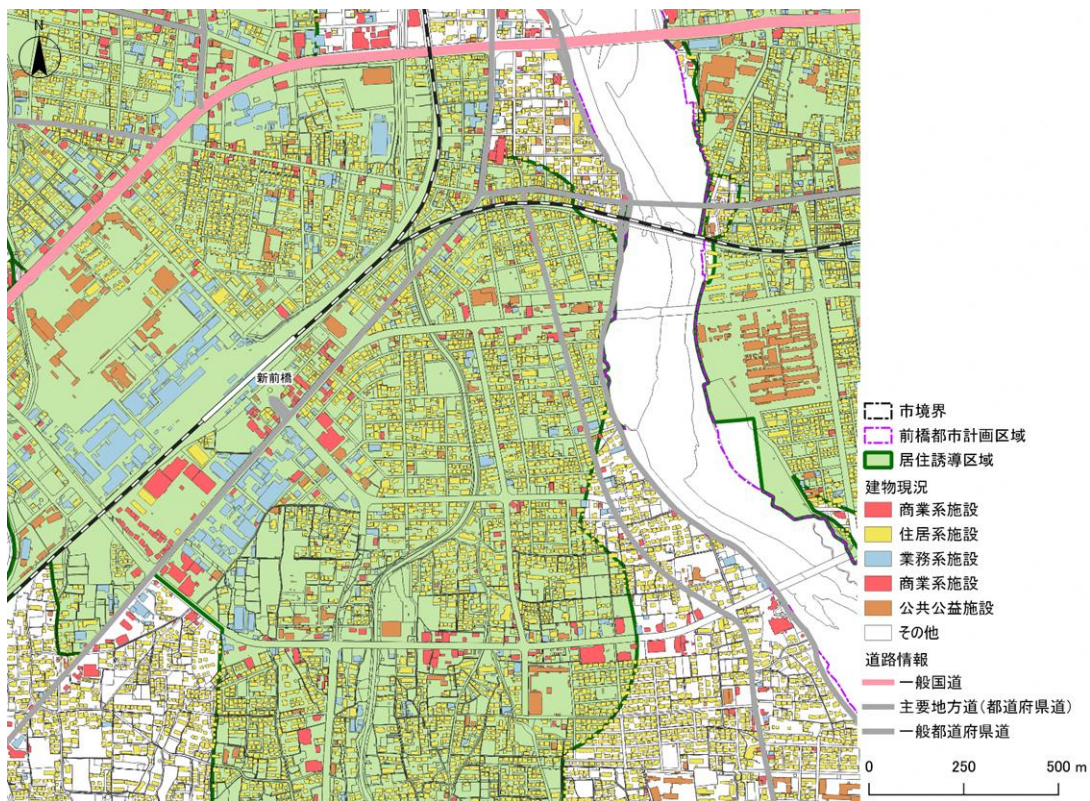 N
新前橋
市境界
前橋都市計画区域
居住誘導区域
建物現況
商業系施設
住居系施設
業務系施設
商業系施設
公共公益施設
その他
道路情報
一般国道
主要地方道(都道府県道)
一般都道府県道
0 250 500 m